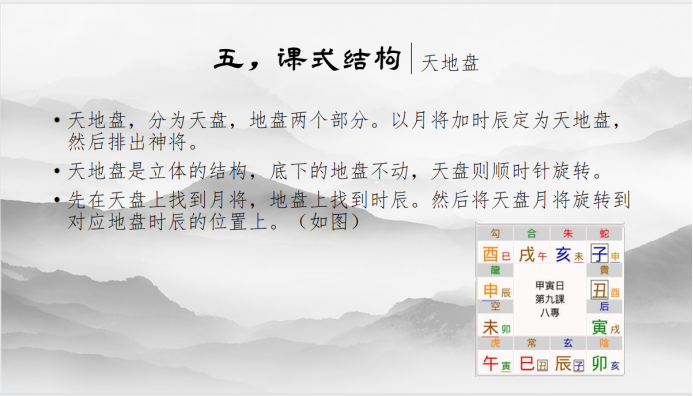 五，课式结构 天地盘
• 天地盘，分为天盘，地盘两个部分。以月将加时辰定为天地盘，
然后排出神将。
• 天地盘是立体的结构，底下的地盘不动，天盘则顺时针旋转。
• 先在天盘上找到月将，地盘上找到时辰。然后将天盘月将旋转到
对应地盘时辰的位置上。（如图）
勾 合 朱 蛇
酉巳 戌午 亥未 子申
龍 貴
申辰 丑酉
甲寅日
第九課
八專
空 后
未卯 寅戌
虎 常 玄 陰
午寅 巳丑 辰子 卯亥